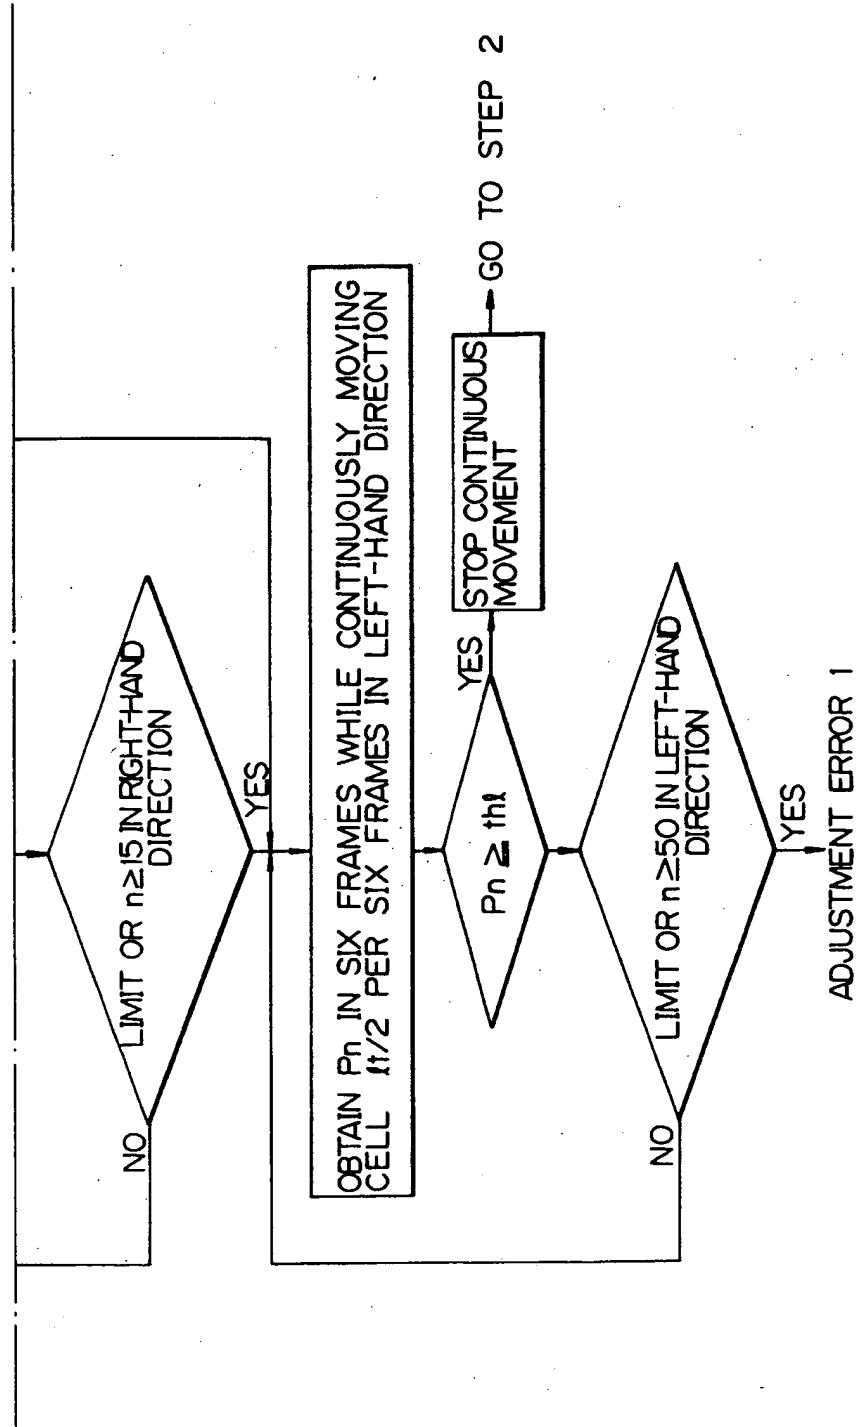 LIMIT OR n≥15 IN RIGHT-HAND
DIRECTION
NO
YES
OBTAIN Pn IN SIX FRAMES WHILE CONTINUOUSLY MOVING
CELL ℓt/2 PER SIX FRAMES IN LEFT-HAND DIRECTION
Pn ≥ thℓ
YES
STOP CONTINUOUS
MOVEMENT
GO TO STEP 2
LIMIT OR n≥50 IN LEFT-HAND
DIRECTION
NO
YES
ADJUSTMENT ERROR 1